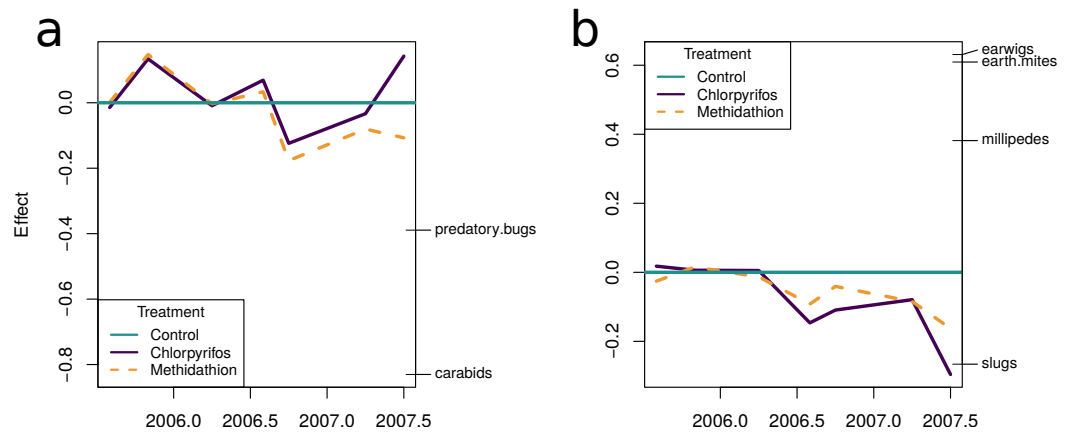 a
Effect
0.0
−0.2
−0.4
−0.6
−0.8
Treatment
Control
Chlorpyrifos
Methidathion
predatory.bugs
carabids
2006.0 2006.5 2007.0 2007.5
b
0.6
0.4
0.2
0.0
−0.2
Treatment
Control
Chlorpyrifos
Methidathion
earwigs
earth.mites
millipedes
slugs
2006.0 2006.5 2007.0 2007.5